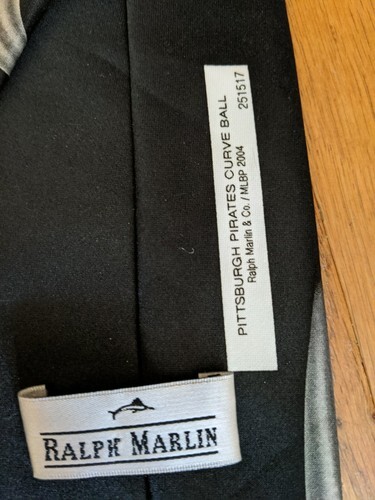 PITTSBURGH PIRATES CURVE BALL
Ralph Marlin & Co. / MLBP 2004 251517
RALPH MARLIN